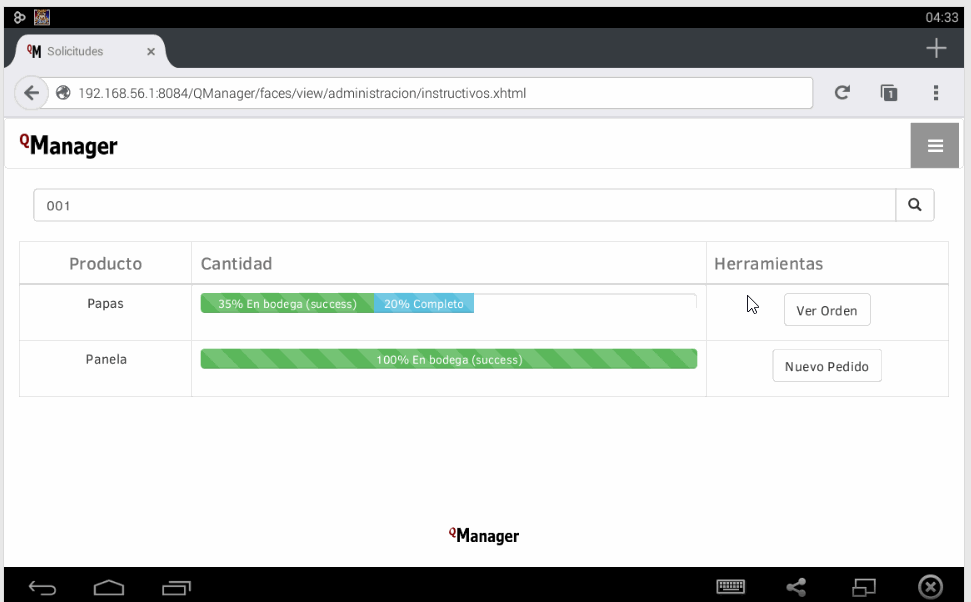 04:33
QM Solicitudes
192.168.56.1:8084/QManager/faces/view/administracion/instructivos.xhtml
1
QManager
001
Producto Cantidad Herramientas
Papas 35% En bodega (success) 20% Completo Ver Orden
Panela 100% En bodega (success) Nuevo Pedido
QManager